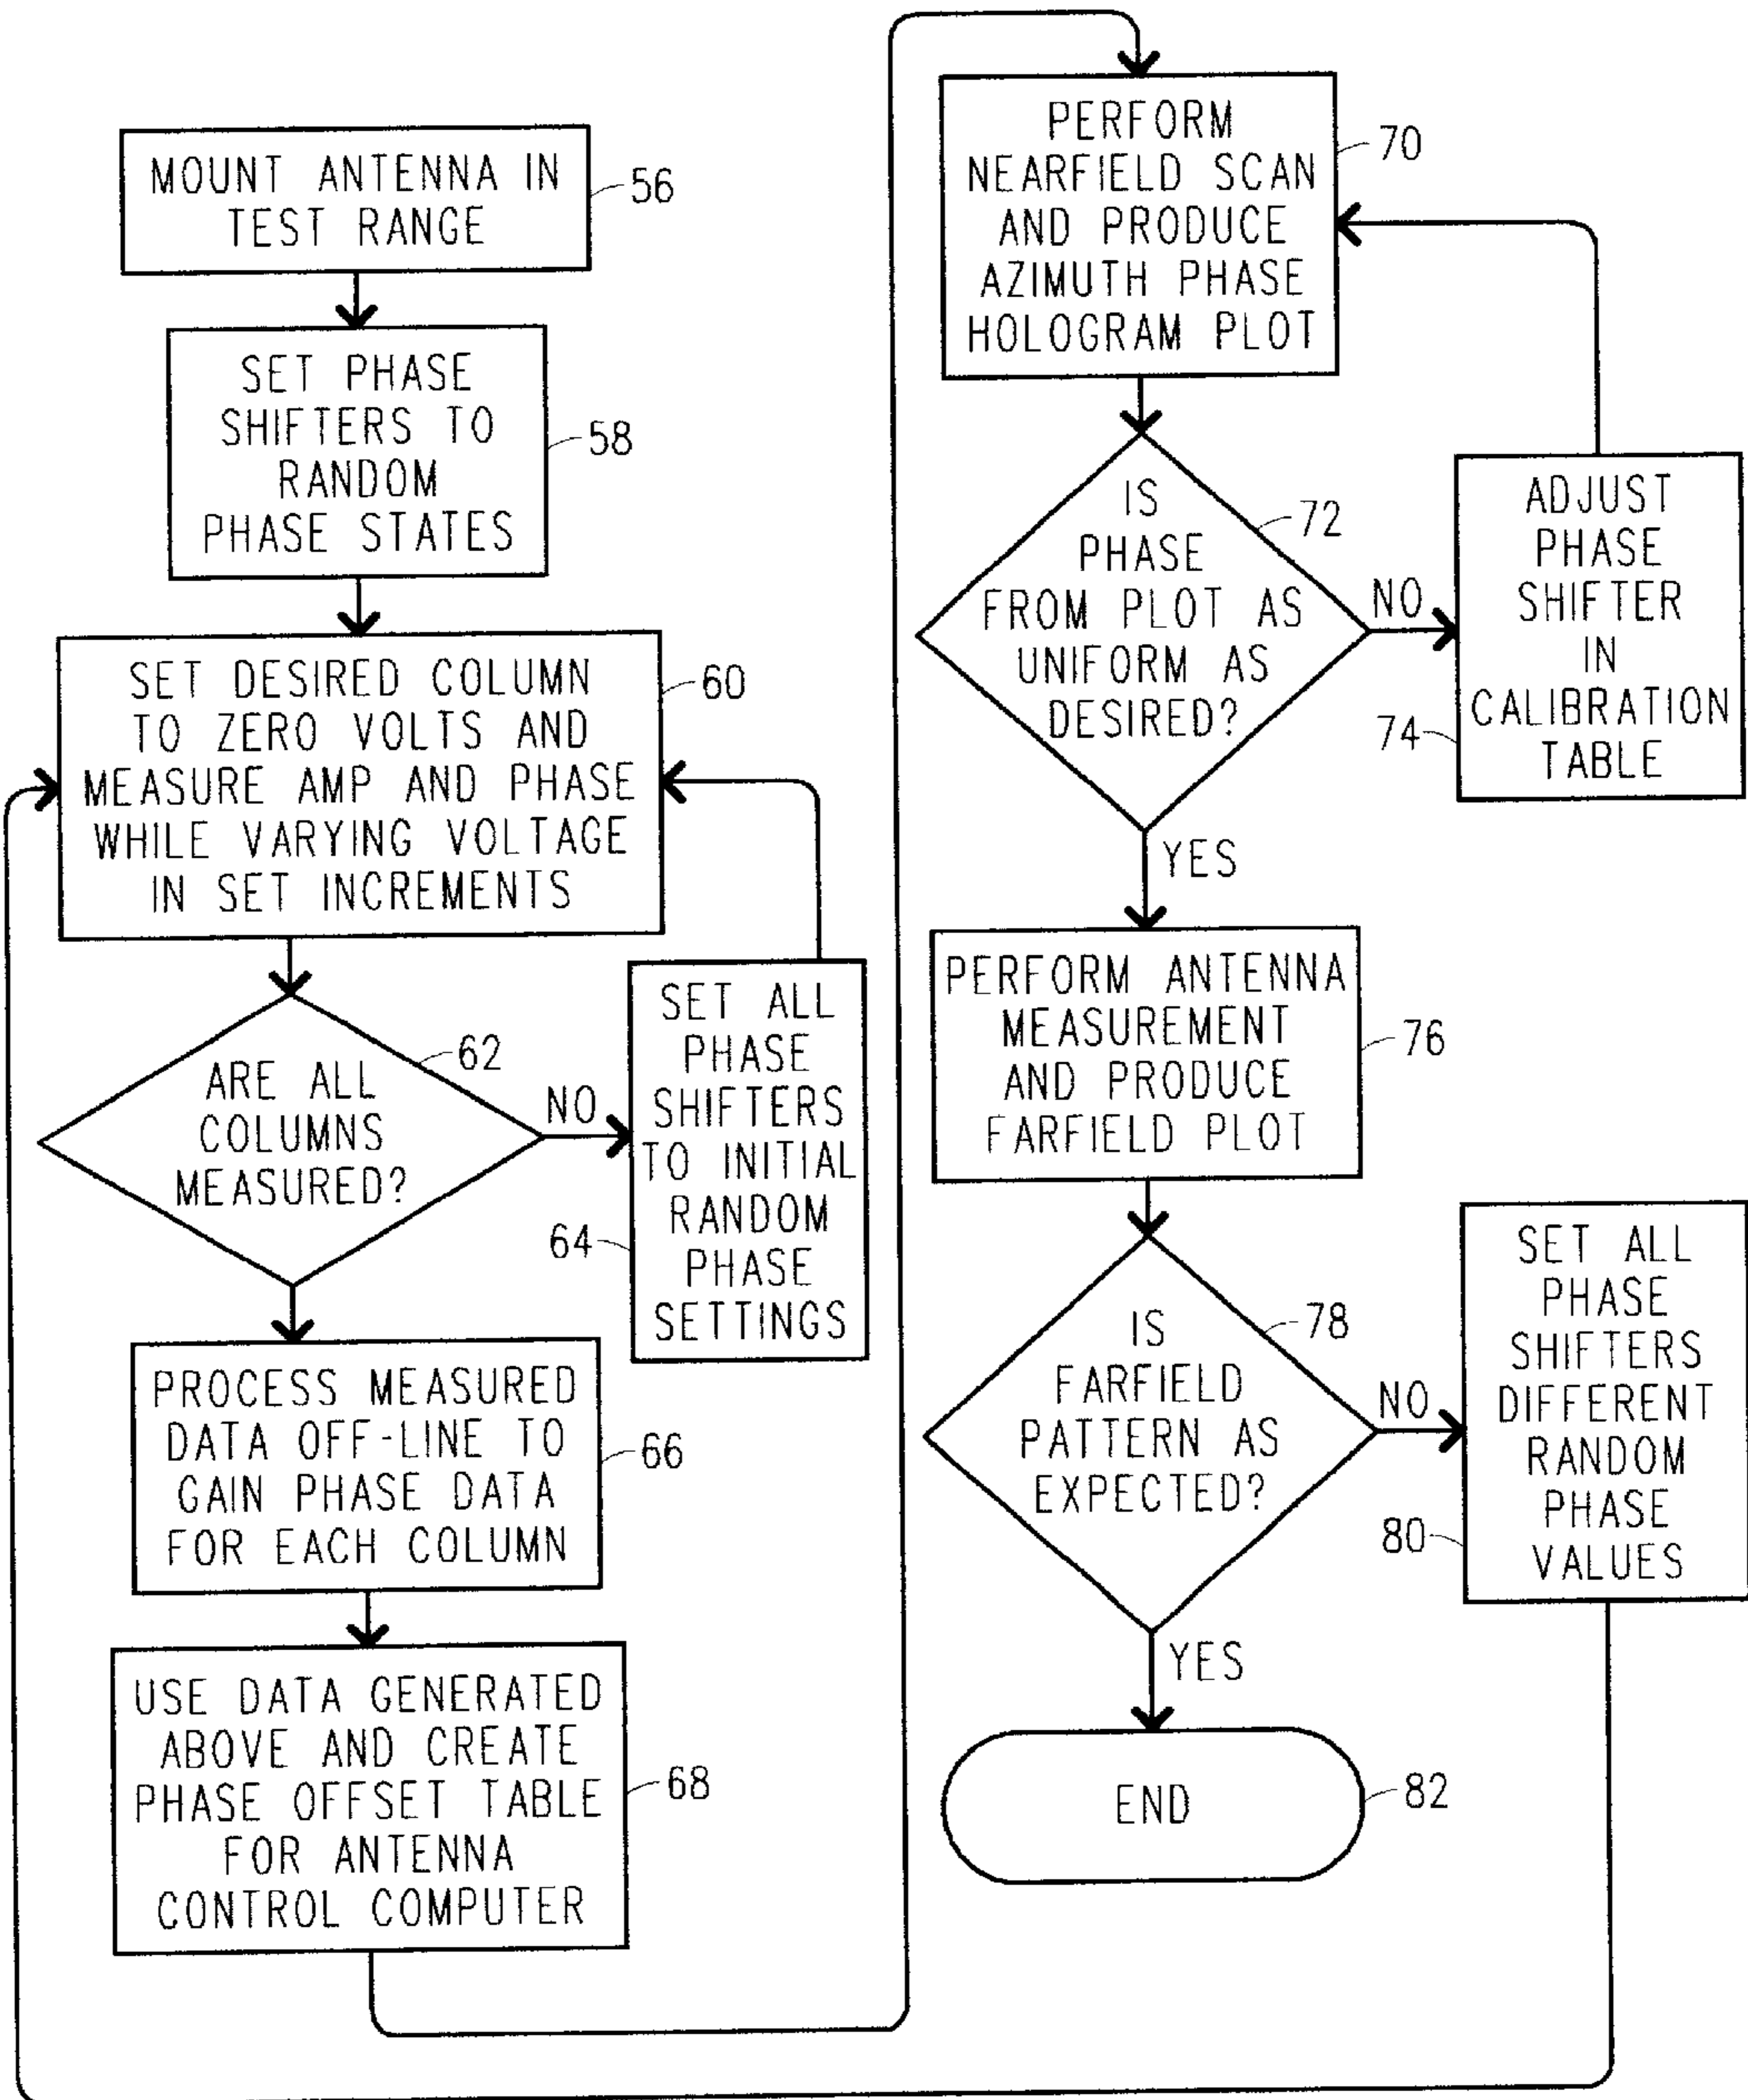 MOUNT ANTENNA IN
TEST RANGE
56
SET PHASE
SHIFTERS TO
RANDOM
PHASE STATES
58
SET DESIRED COLUMN
TO ZERO VOLTS AND
MEASURE AMP AND PHASE
WHILE VARYING VOLTAGE
IN SET INCREMENTS
60
ARE ALL
COLUMNS
MEASURED?
62
NO
SET ALL
PHASE
SHIFTERS
TO INITIAL
RANDOM
PHASE
SETTINGS
64
PROCESS MEASURED
DATA OFF-LINE TO
GAIN PHASE DATA
FOR EACH COLUMN
66
USE DATA GENERATED
ABOVE AND CREATE
PHASE OFFSET TABLE
FOR ANTENNA
CONTROL COMPUTER
68
PERFORM
NEARFIELD SCAN
AND PRODUCE
AZIMUTH PHASE
HOLOGRAM PLOT
70
IS
PHASE
FROM PLOT AS
UNIFORM AS
DESIRED?
72
NO
ADJUST
PHASE
SHIFTER
IN
CALIBRATION
TABLE
74
YES
PERFORM ANTENNA
MEASUREMENT
AND PRODUCE
FARFIELD PLOT
76
IS
FARFIELD
PATTERN AS
EXPECTED?
78
NO
SET ALL
PHASE
SHIFTERS
DIFFERENT
RANDOM
PHASE
VALUES
80
YES
END
82